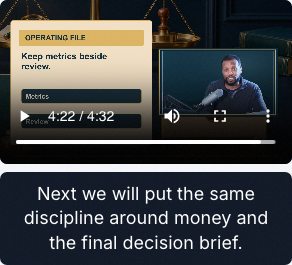 OPERATING FILE
Keep metrics beside
review.
Metrics
Review
4:22 / 4:32
Next we will put the same
discipline around money and
the final decision brief.